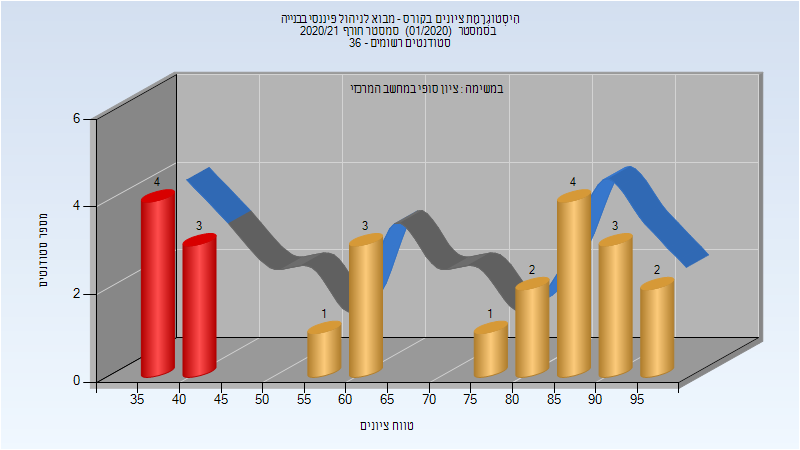 היסטוגרמת ציונים בקורס - מבוא לניהול פיננסי בבנייה
בסמסטר (01/2020) סמסטר חורף 2020/21
סטודנטים רשומים - 36
במשימה : ציון סופי במחשב המרכזי
מספר סטודנטים
6
4
2
0
4
3
1
3
1
2
4
3
2
35 40 45 50 55 60 65 70 75 80 85 90 95
טווח ציונים